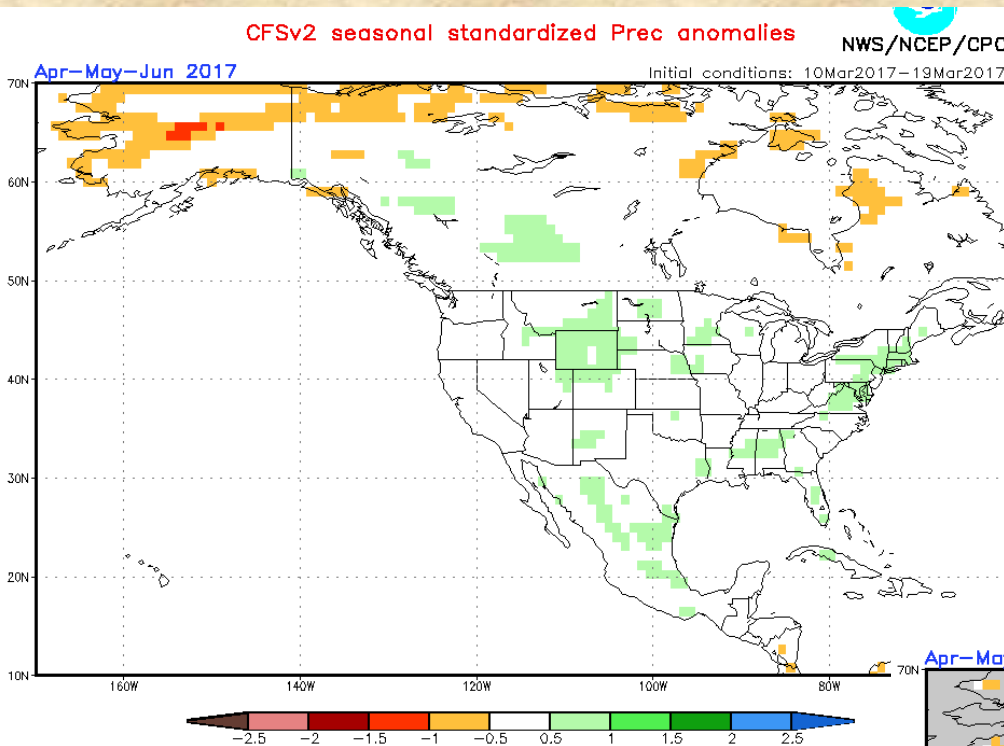 CFSv2 seasonal standardized Prec anomalies
NWS/NCEP/CPC
Apr-May-Jun 2017
Initial conditions: 10Mar2017-19Mar2017
70N
60N
50N
40N
30N
20N
10N
160W 140W 120W 100W 80W
-2.5 -2 -1.5 -1 -0.5 0.5 1 1.5 2 2.5
Apr-Ma
70N